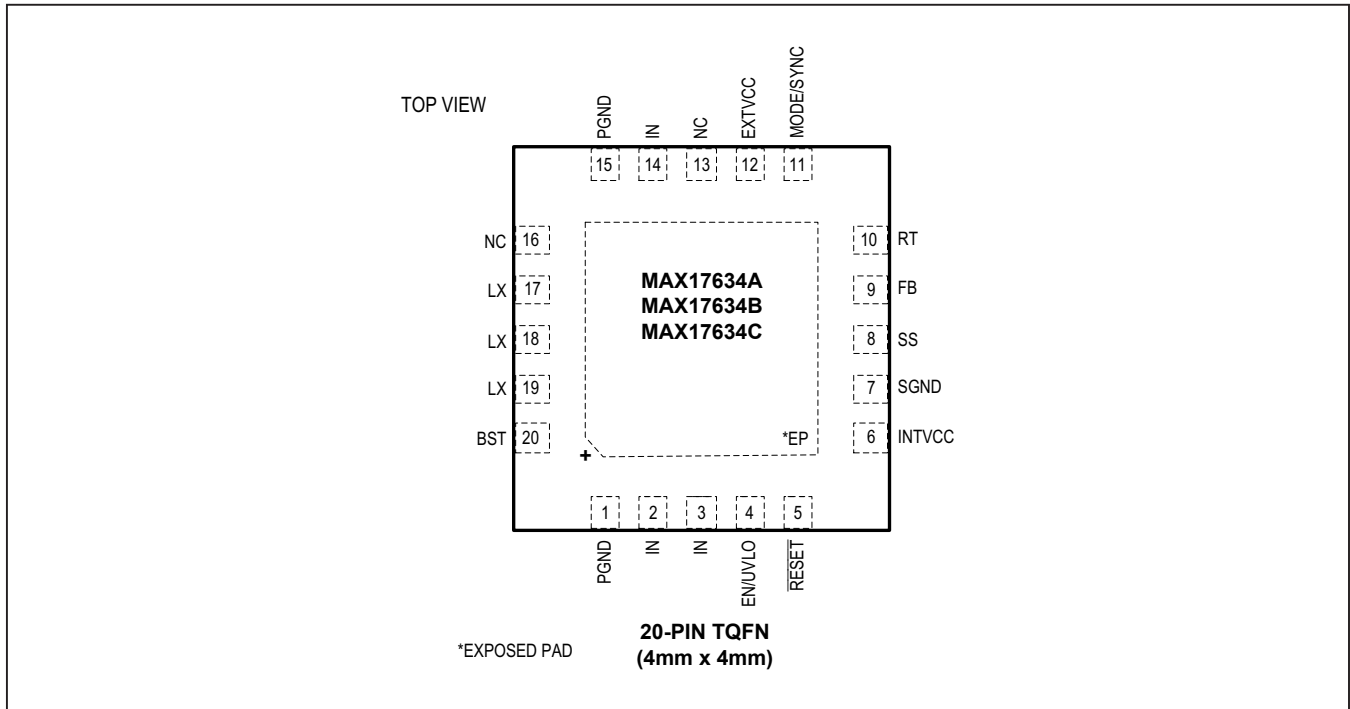 TOP VIEW
PGND
IN
NC
EXTVCC
MODE/SYNC
15
14
13
12
11
NC 16
LX 17
LX 18
LX 19
BST 20
MAX17634A
MAX17634B
MAX17634C
*EP
+
10 RT
9 FB
8 SS
7 SGND
6 INTVCC
1
2
3
4
5
PGND
IN
IN
EN/UVLO
RESET
*EXPOSED PAD
20-PIN TQFN
(4mm x 4mm)